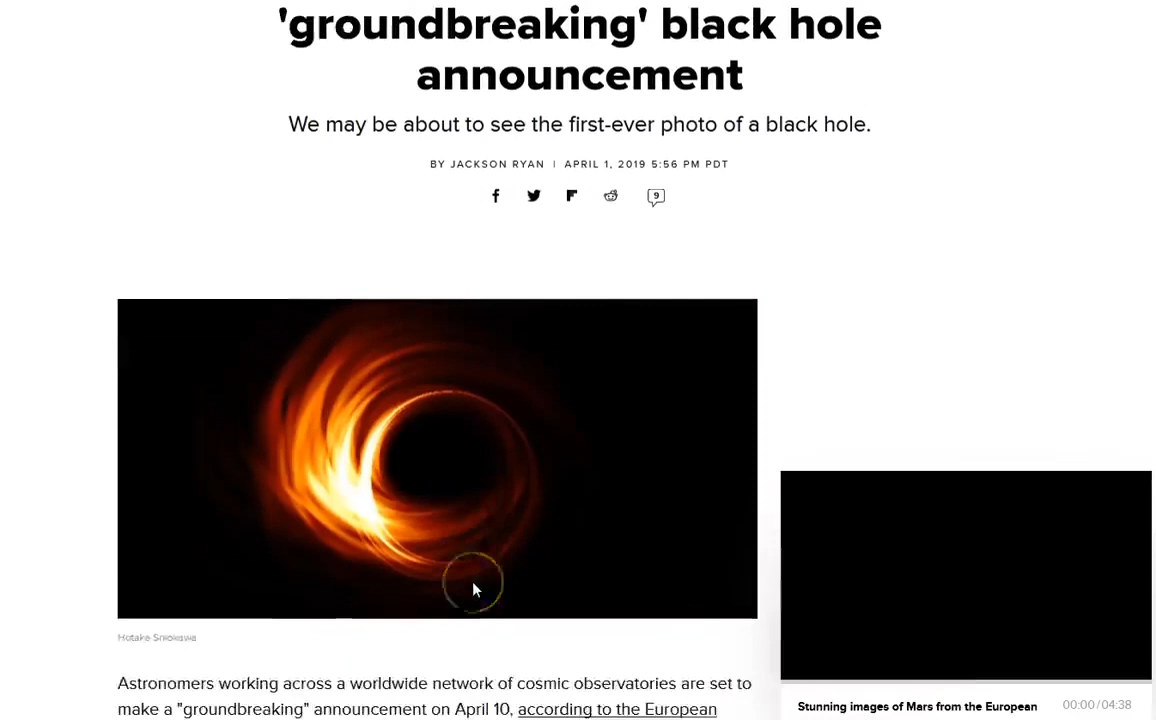 'groundbreaking' black hole
announcement
We may be about to see the first-ever photo of a black hole.
BY JACKSON RYAN | APRIL 1, 2019 5:56 PM PDT
9
Hotaka Shiokawa
Astronomers working across a worldwide network of cosmic observatories are set to
make a "groundbreaking" announcement on April 10, according to the European
Stunning images of Mars from the European 00:00/04:38